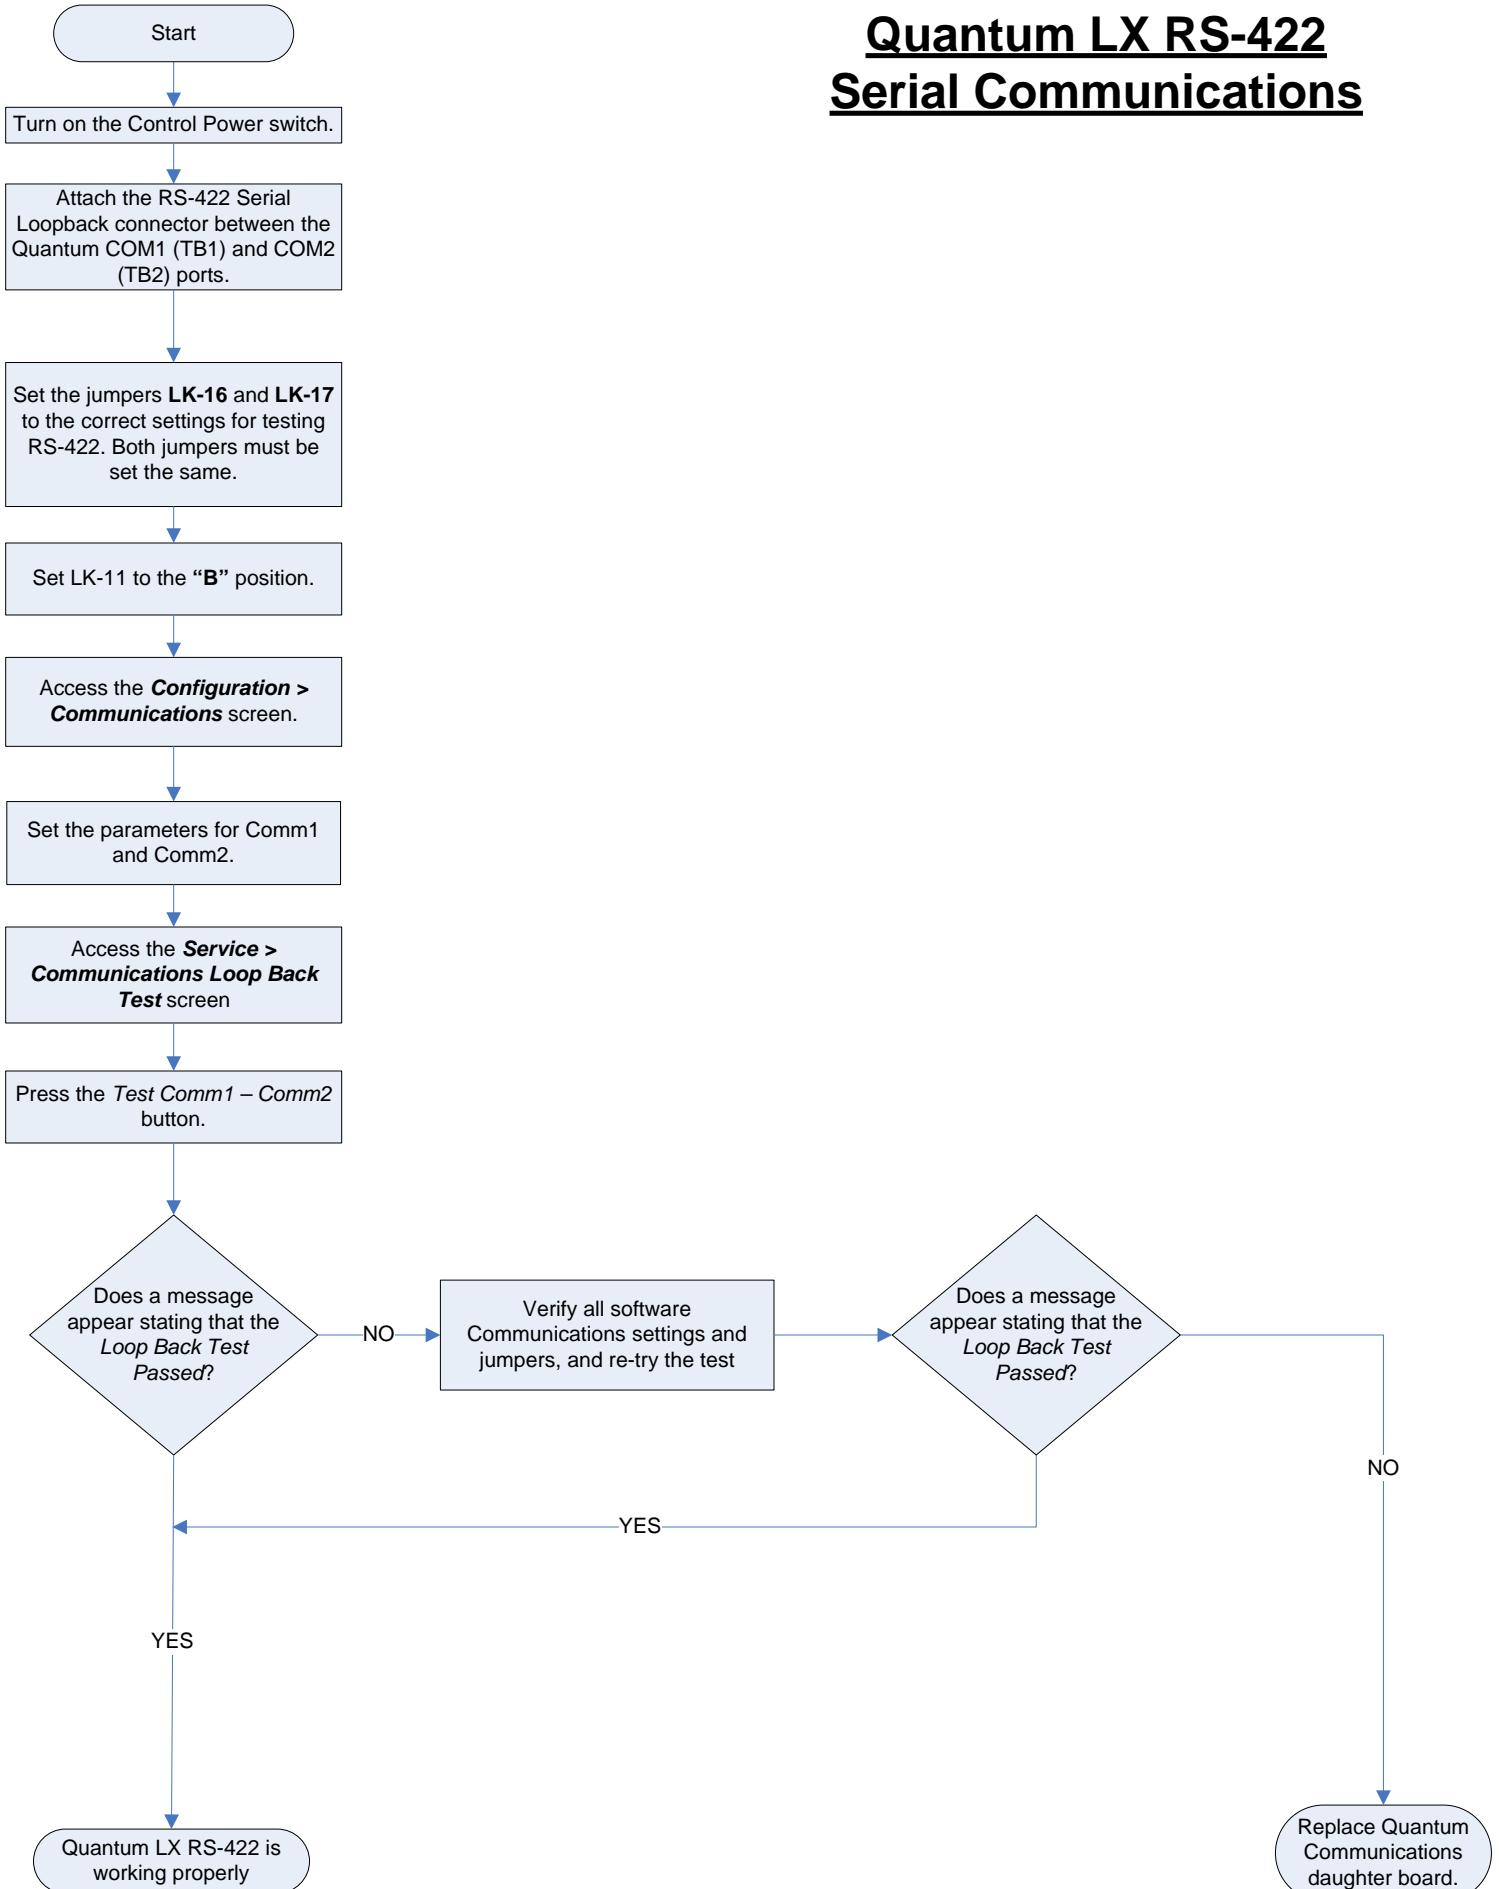 Quantum LX RS-422
Serial Communications
Start
Turn on the Control Power switch.
Attach the RS-422 Serial
Loopback connector between the
Quantum COM1 (TB1) and COM2
(TB2) ports.
Set the jumpers LK-16 and LK-17
to the correct settings for testing
RS-422. Both jumpers must be
set the same.
Set LK-11 to the “B” position.
Access the Configuration >
Communications screen.
Set the parameters for Comm1
and Comm2.
Access the Service >
Communications Loop Back
Test screen
Press the Test Comm1 – Comm2
button.
Does a message
appear stating that the
Loop Back Test
Passed?
NO
Verify all software
Communications settings and
jumpers, and re-try the test
Does a message
appear stating that the
Loop Back Test
Passed?
NO
YES
YES
Quantum LX RS-422 is
working properly
Replace Quantum
Communications
daughter board.